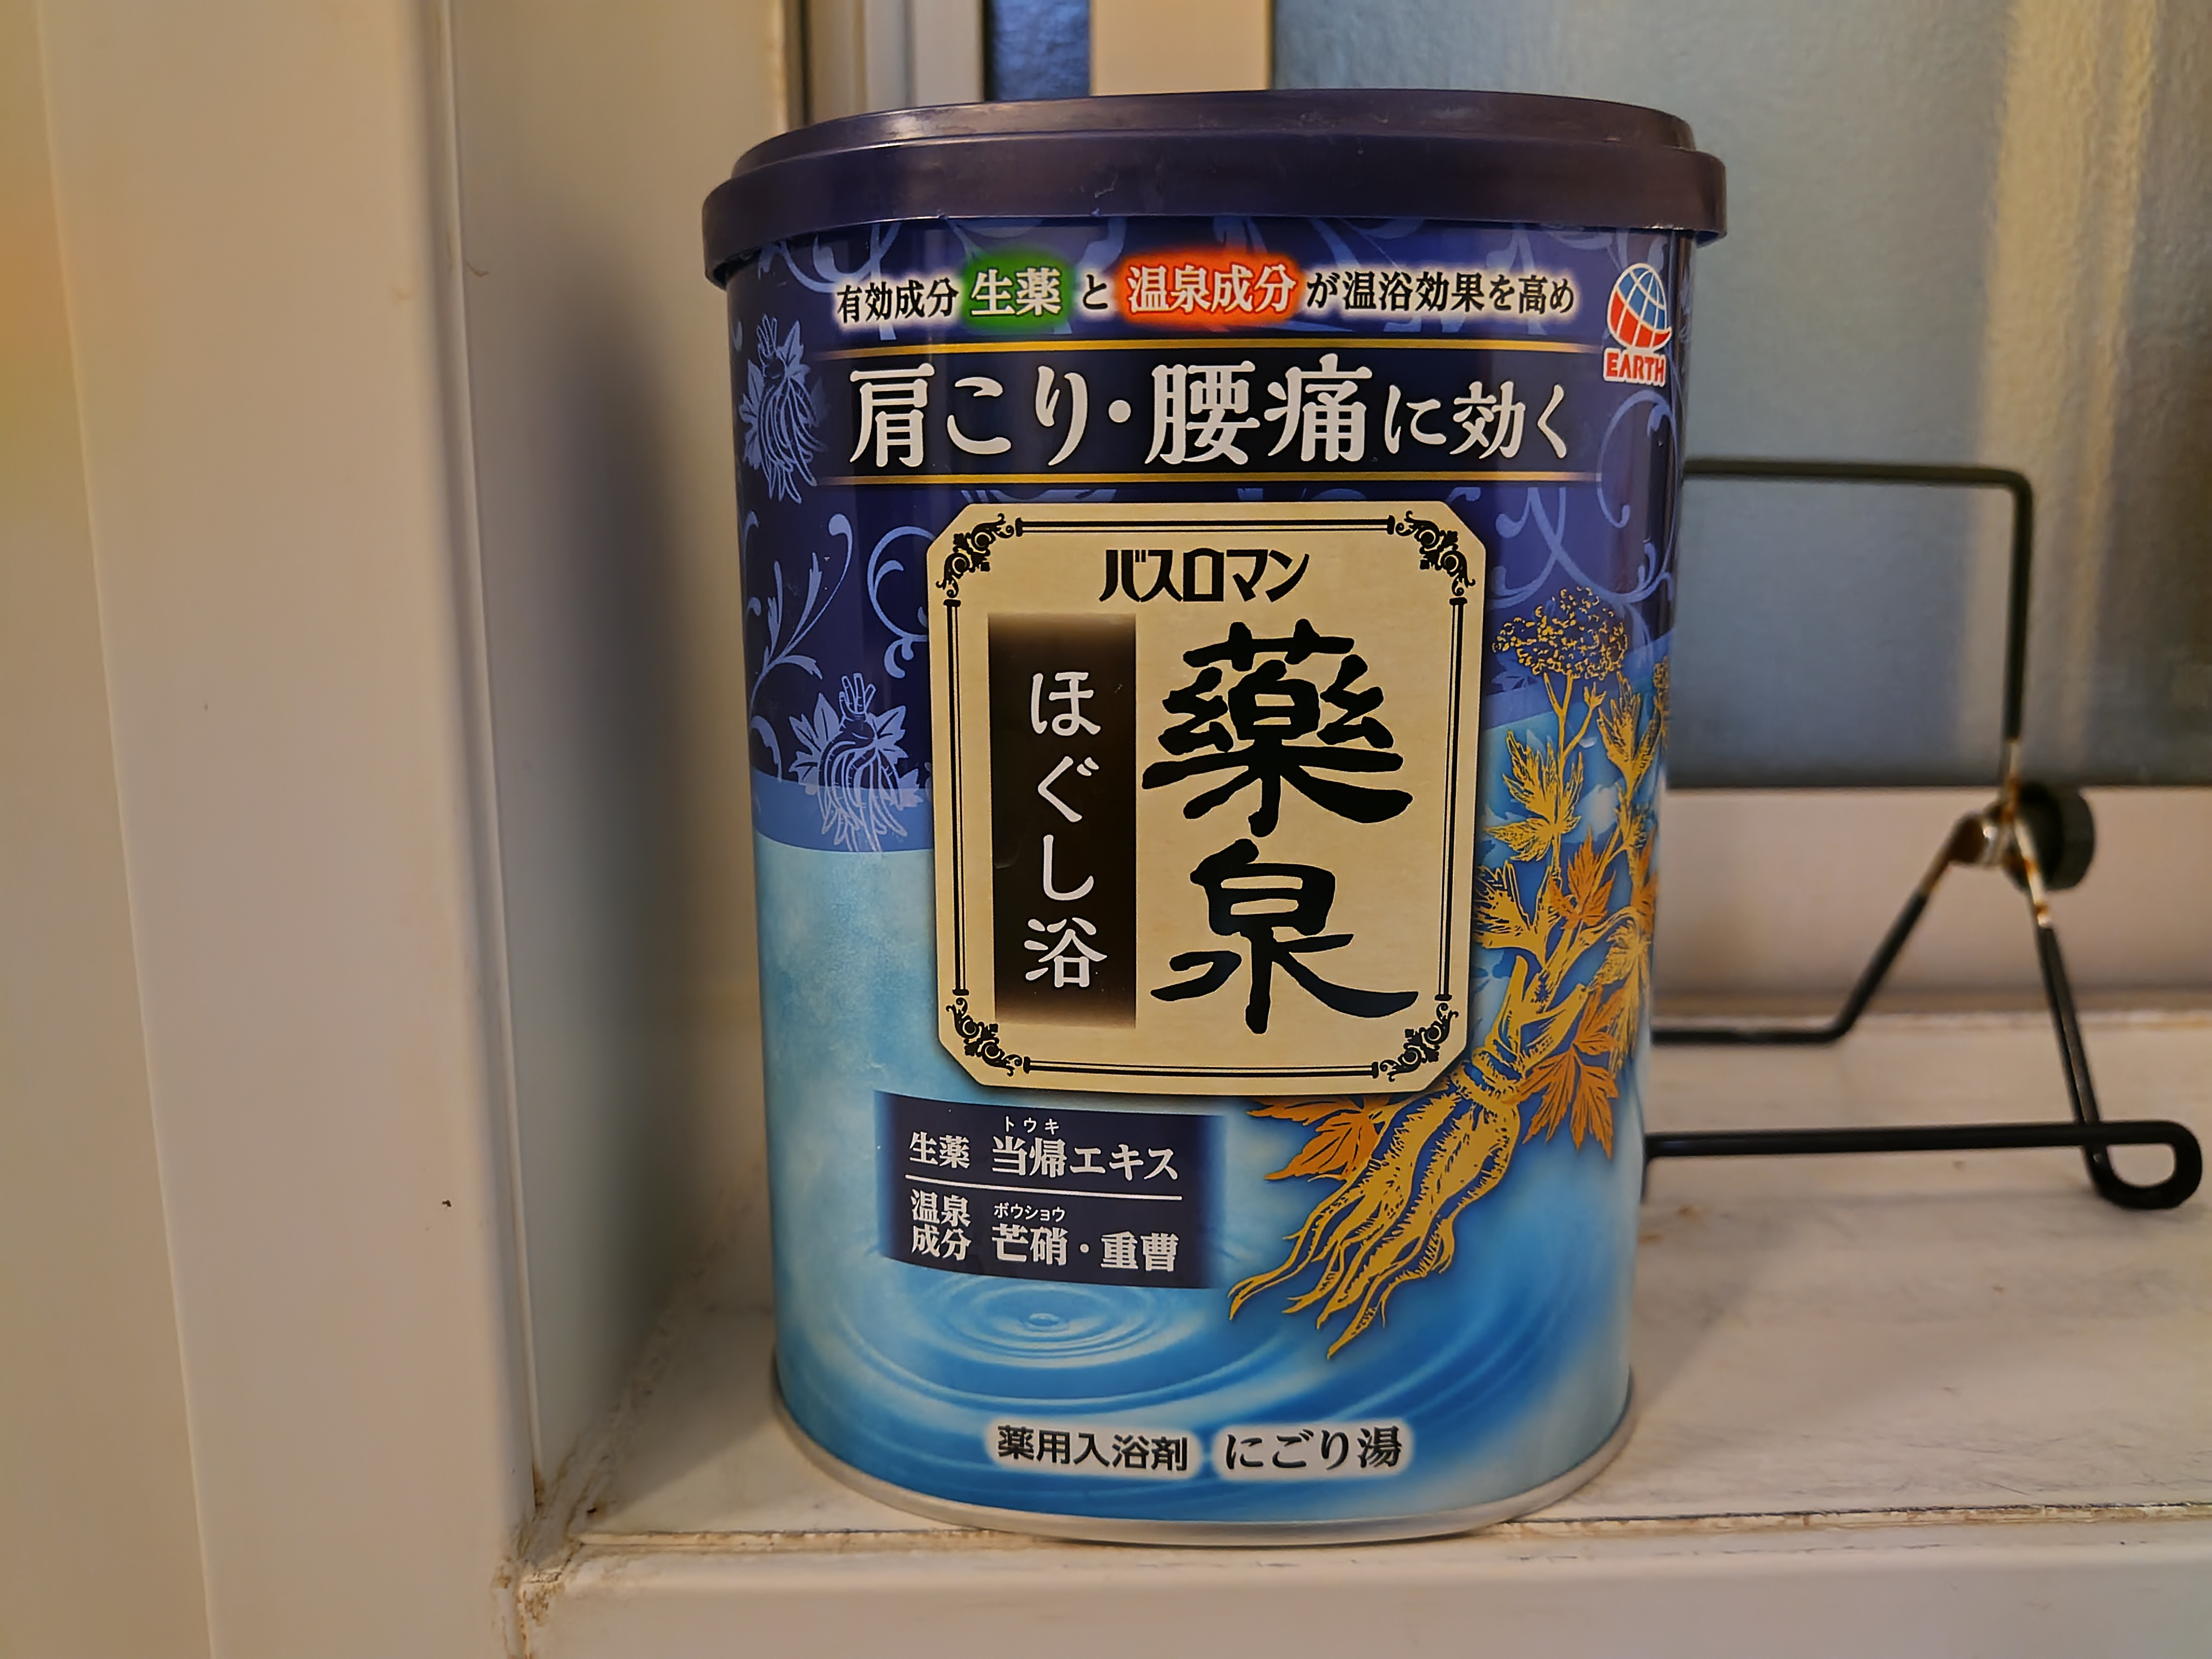 有効成分 生薬 と 温泉成分 が温浴効果を高め
EARTH
肩こり・腰痛に効く
バスロマン
薬泉
ほぐし浴
トウキ
生薬 当帰エキス
ボウショウ
温泉成分 芒硝・重曹
薬用入浴剤 にごり湯